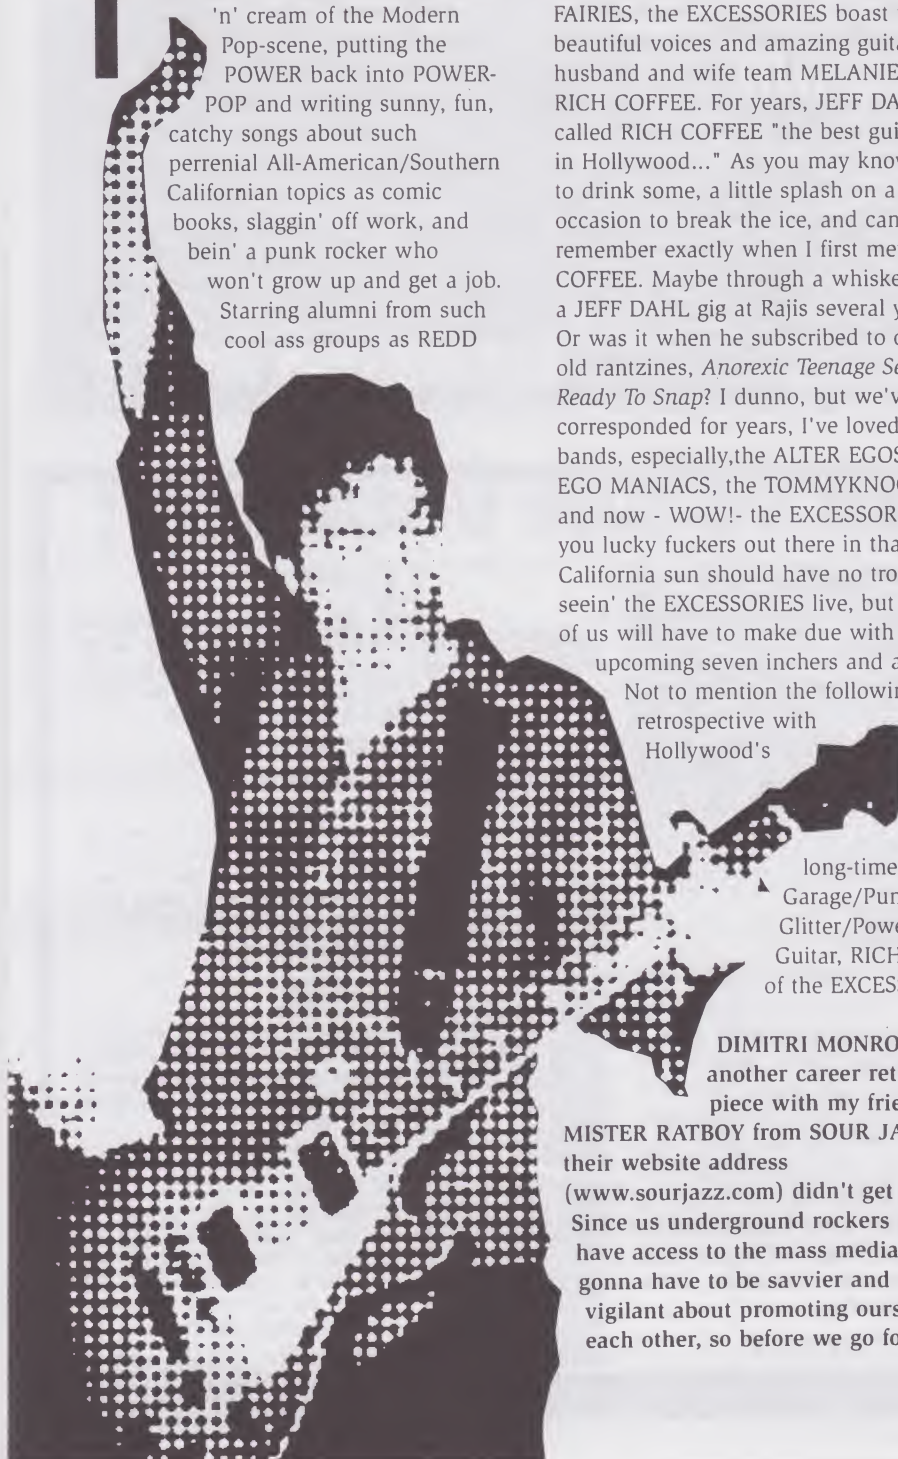 'n' cream of the Modern
Pop-scene, putting the
POWER back into POWER-
POP and writing sunny, fun,
catchy songs about such
perrenial All-American/Southern
Californian topics as comic
books, slaggin' off work, and
bein' a punk rocker who
won't grow up and get a job.
Starring alumni from such
cool ass groups as REDD
FAIRIES, the EXCESSORIES boast
beautiful voices and amazing guit
husband and wife team MELANIE
RICH COFFEE. For years, JEFF DA
called RICH COFFEE "the best gui
in Hollywood..." As you may know
to drink some, a little splash on a
occasion to break the ice, and can
remember exactly when I first me
COFFEE. Maybe through a whiske
a JEFF DAHL gig at Rajis several y
Or was it when he subscribed to o
old rantzines, Anorexic Teenage Se
Ready To Snap? I dunno, but we'v
corresponded for years, I've loved
bands, especially,the ALTER EGOS
EGO MANIACS, the TOMMYKNO
and now - WOW!- the EXCESSOR
you lucky fuckers out there in tha
California sun should have no tro
seein' the EXCESSORIES live, but
of us will have to make due with
upcoming seven inchers and a
Not to mention the followin
retrospective with
Hollywood's
long-time
Garage/Pun
Glitter/Powe
Guitar, RICH
of the EXCES
DIMITRI MONRO
another career ret
piece with my frie
MISTER RATBOY from SOUR JA
their website address
(www.sourjazz.com) didn't get
Since us underground rockers
have access to the mass media
gonna have to be savvier and
vigilant about promoting ours
each other, so before we go fo